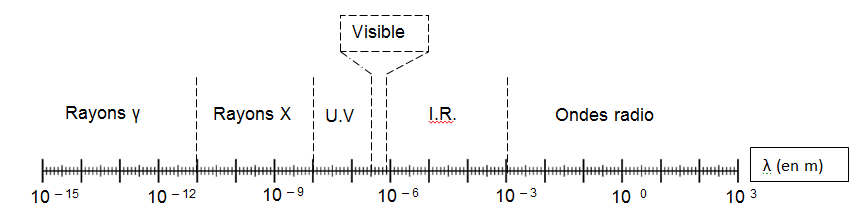 Visible
Rayons γ
Rayons X
U.V
I.R.
Ondes radio
λ (en m)
10 – 15
10 – 12
10 – 9
10 – 6
10 – 3
10 0
10 3